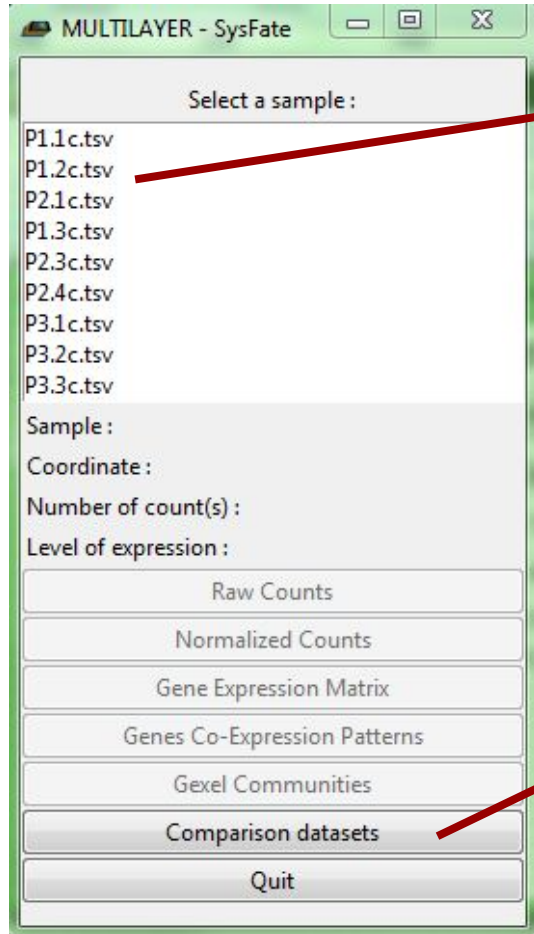 MULTILAYER - SysFate
Select a sample :
P1.1c.tsv
P1.2c.tsv
P2.1c.tsv
P1.3c.tsv
P2.3c.tsv
P2.4c.tsv
P3.1c.tsv
P3.2c.tsv
P3.3c.tsv
Sample :
Coordinate :
Number of count(s) :
Level of expression :
Raw Counts
Normalized Counts
Gene Expression Matrix
Genes Co-Expression Patterns
Gexel Communities
Comparison datasets
Quit